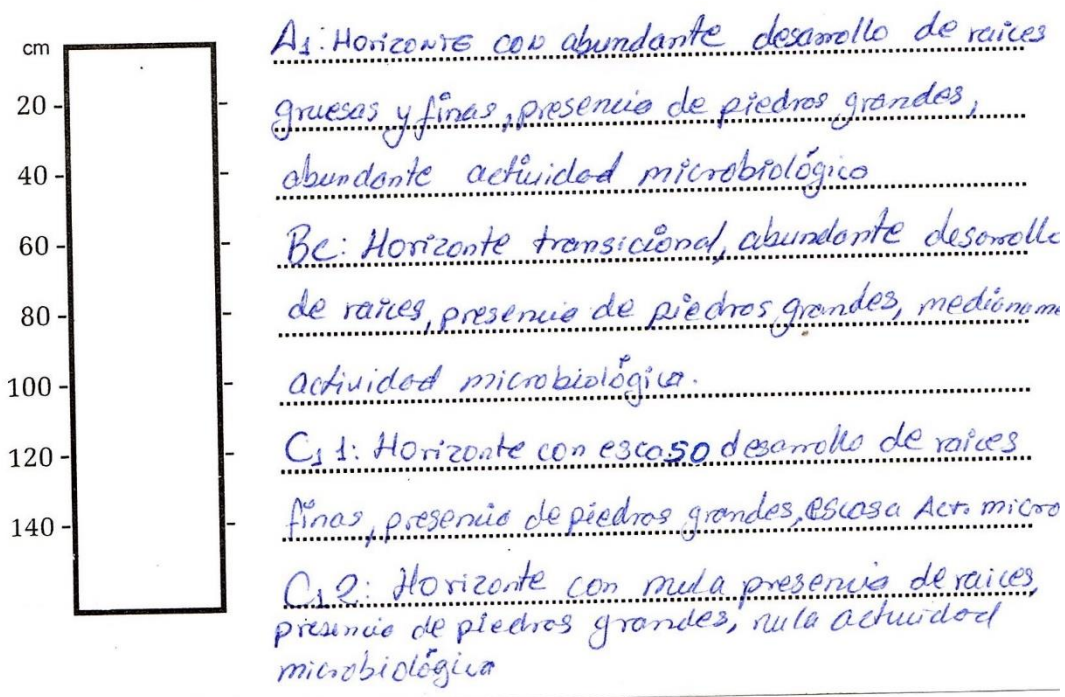 cm
20
40
60
80
100
120
140
A1: Horizonte con abundante desarrollo de raices
gruesas y finas, presencia de piedras grandes,
abundante actividad microbiológica
BC: Horizonte transicional, abundante desarrollo
de raices, presencia de piedras grandes, medianame
actividad microbiológica.
C1 1: Horizonte con escaso desarrollo de raices
finas, presencia de piedras grandes, escasa Act. micro
C1 2: Horizonte con nula presencia de raices,
presencia de piedras grandes, nula actividad
microbiológica